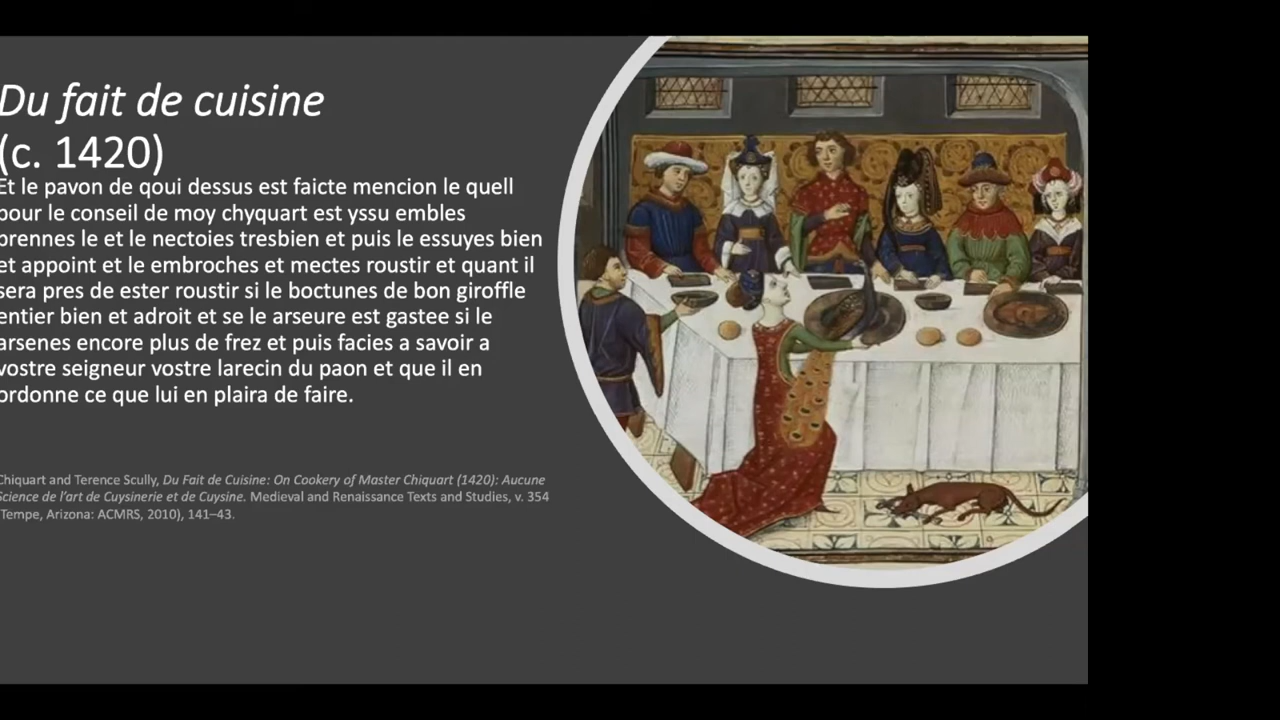 Du fait de cuisine
(c. 1420)
Et le pavon de qoui dessus est faicte mencion le quell
pour le conseil de moy chyquart est yssu embles
prennes le et le nectoies tresbien et puis le essuyes bien
et appoint et le embroches et mectes roustir et quant il
sera pres de ester roustir si le boctunes de bon giroffle
entier bien et adroit et se le arseure est gastee si le
arsenes encore plus de frez et puis facies a savoir a
vostre seigneur vostre larecin du paon et que il en
ordonne ce que lui en plaira de faire.
Chiquart and Terence Scully, Du Fait de Cuisine: On Cookery of Master Chiquart (1420): Aucune
Science de l'art de Cuysinerie et de Cuysine. Medieval and Renaissance Texts and Studies, v. 354
(Tempe, Arizona: ACMRS, 2010), 141–43.